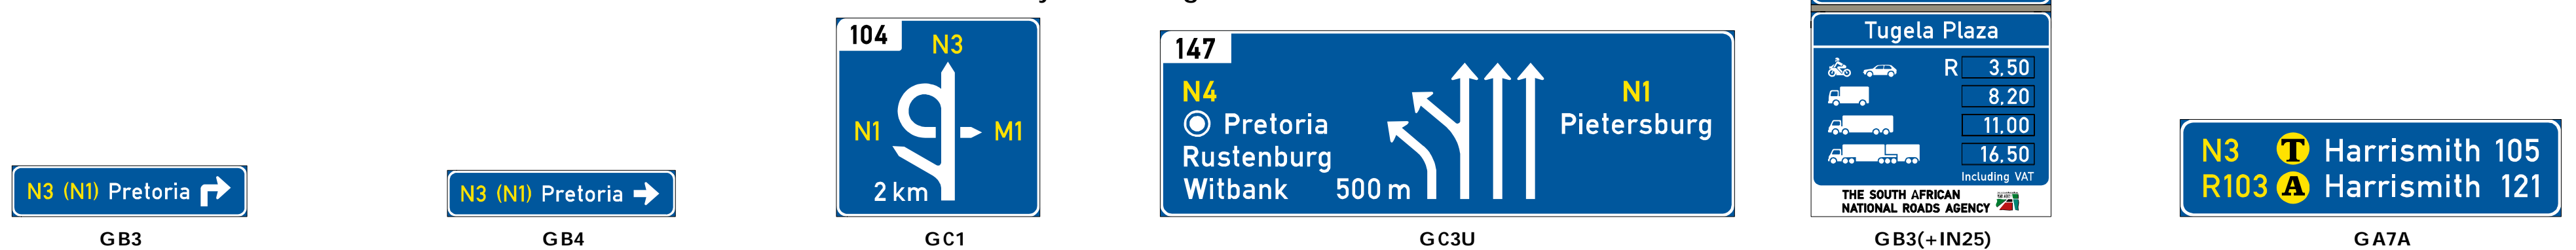 N3 (N1) Pretoria
GB3
N3 (N1) Pretoria
GB4
104
N3
N1
M1
2 km
GC1
147
N4
Pretoria
Rustenburg
Witbank
500 m
N1
Pietersburg
GC3U
Tugela Plaza
R 3,50
8,20
11,00
16,50
Including VAT
THE SOUTH AFRICAN
NATIONAL ROADS AGENCY
GB3(+IN25)
N3 T Harrismith 105
R103 A Harrismith 121
GA7A